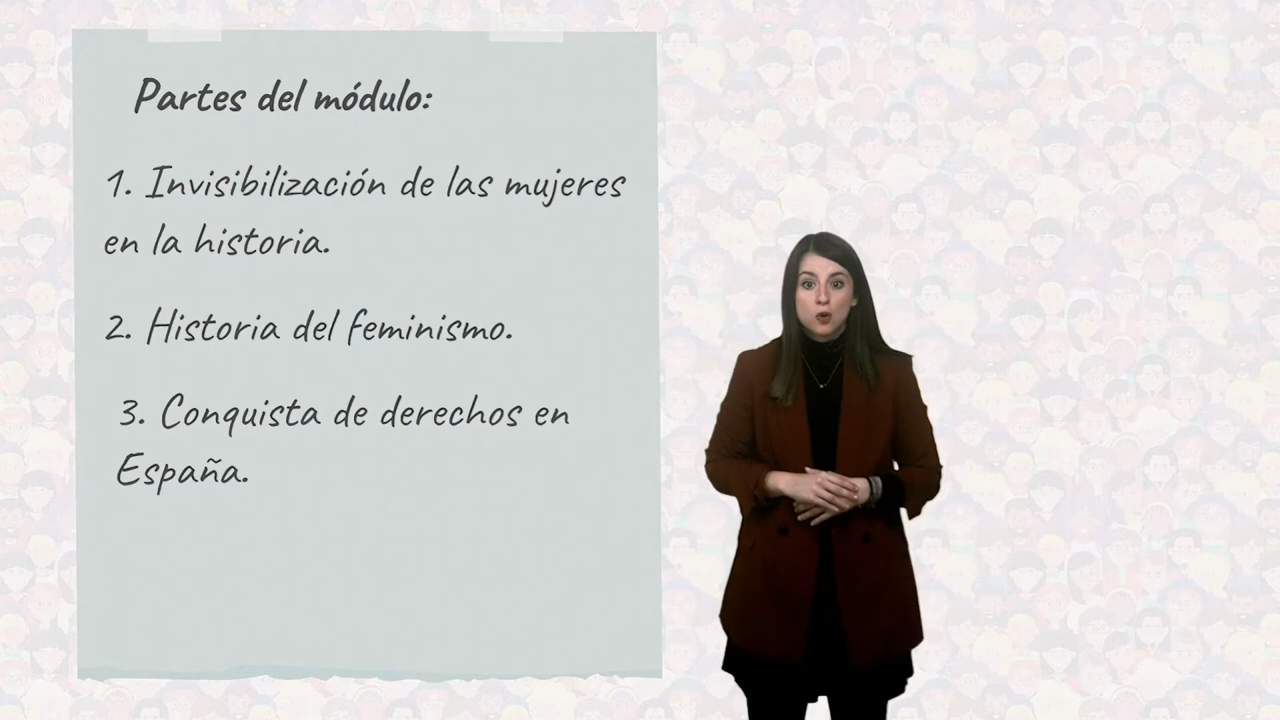 Partes del módulo:
1. Invisibilización de las mujeres
en la historia.
2. Historia del feminismo.
3. Conquista de derechos en
España.